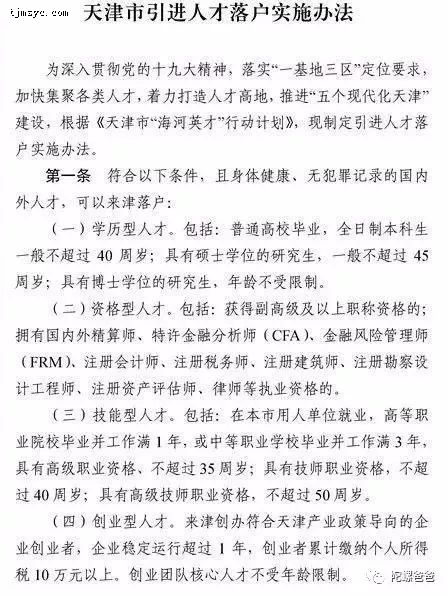 tjmsyc.com
天津市引进人才落户实施办法
为深入贯彻党的十九大精神，落实“一基地三区”定位要求，
加快集聚各类人才，着力打造人才高地，推进“五个现代化天津”
建设，根据《天津市“海河英才”行动计划》，现制定引进人才落
户实施办法。
第一条 符合以下条件，且身体健康、无犯罪记录的国内
外人才，可以来津落户：
（一）学历型人才。包括：普通高校毕业，全日制本科生
一般不超过 40 周岁；具有硕士学位的研究生，一般不超过 45
周岁；具有博士学位的研究生，年龄不受限制。
（二）资格型人才。包括：获得副高级及以上职称资格的；
拥有国内外精算师、特许金融分析师（CFA）、金融风险管理师
（FRM）、注册会计师、注册税务师、注册建筑师、注册勘察设
计工程师、注册资产评估师、律师等执业资格的。
（三）技能型人才。包括：在本市用人单位就业，高等职
业院校毕业并工作满 1 年，或中等职业学校毕业并工作满 3 年，
具有高级职业资格、不超过 35 周岁；具有技师职业资格，不超
过 40 周岁；具有高级技师职业资格，不超过 50 周岁。
（四）创业型人才。来津创办符合天津产业政策导向的企
业创业者，企业稳定运行超过 1 年，创业者累计缴纳个人所得
税 10 万元以上。创业团队核心人才不受年龄限制。
陀螺爸爸